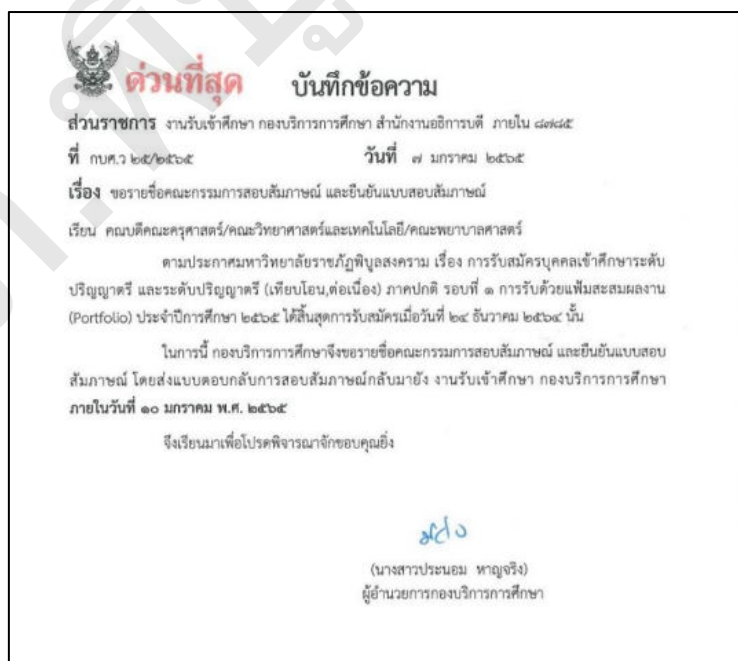 ด่วนที่สุด บันทึกข้อความ
ส่วนราชการ งานรับเข้าศึกษา กองบริการการศึกษา สำนักงานอธิการบดี ภายใน ๘๗๘๕
ที่ กบศ.ว ๒๕/๒๕๖๕ วันที่ ๗ มกราคม ๒๕๖๕
เรื่อง ขอรายชื่อคณะกรรมการสอบสัมภาษณ์ และยืนยันแบบสอบสัมภาษณ์
เรียน คณบดีคณะครุศาสตร์/คณะวิทยาศาสตร์และเทคโนโลยี/คณะพยาบาลศาสตร์
ตามประกาศมหาวิทยาลัยราชภัฏพิบูลสงคราม เรื่อง การรับสมัครบุคคลเข้าศึกษาระดับ
ปริญญาตรี และระดับปริญญาตรี (เทียบโอน,ต่อเนื่อง) ภาคปกติ รอบที่ ๑ การรับด้วยแฟ้มสะสมผลงาน
(Portfolio) ประจำปีการศึกษา ๒๕๖๕ ได้สิ้นสุดการรับสมัครเมื่อวันที่ ๒๔ ธันวาคม ๒๕๖๔ นั้น
ในการนี้ กองบริการการศึกษาจึงขอรายชื่อคณะกรรมการสอบสัมภาษณ์ และยืนยันแบบสอบ
สัมภาษณ์ โดยส่งแบบตอบกลับการสอบสัมภาษณ์กลับมายัง งานรับเข้าศึกษา กองบริการการศึกษา
ภายในวันที่ ๑๐ มกราคม พ.ศ. ๒๕๖๕
จึงเรียนมาเพื่อโปรดพิจารณาจักขอบคุณยิ่ง
(นางสาวประนอม หาญจริง)
ผู้อำนวยการกองบริการการศึกษา